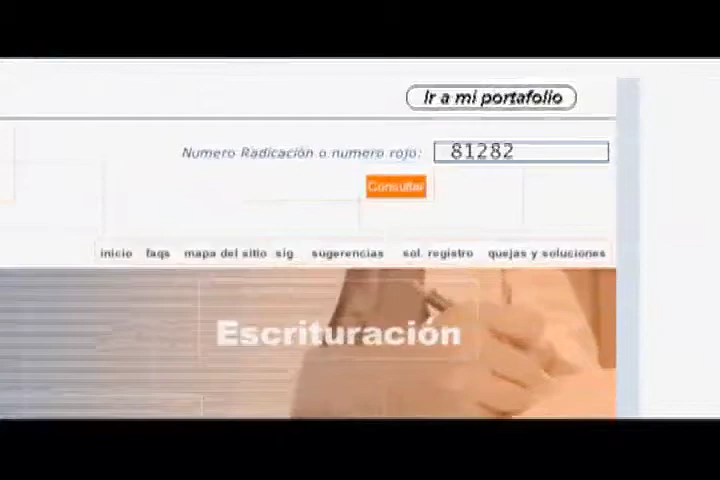 Ir a mi portafolio
Numero Radicación o numero rojo: 81282
Consultar
inicio faqs mapa del sitio sig sugerencias sol. registro quejas y soluciones
Escrituración